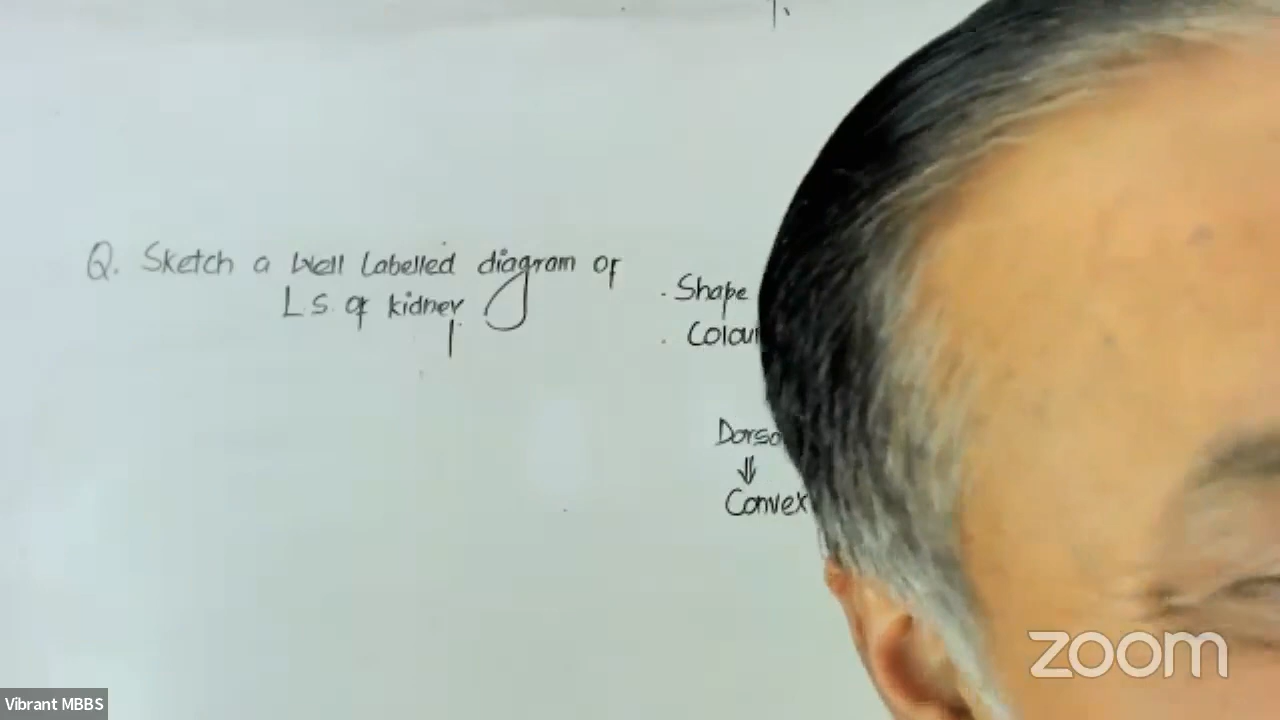 Q. Sketch a well labelled diagram of
L.S. of kidney
. Shape
. Colour
Dorso
⇓
Convex
zoom
Vibrant MBBS